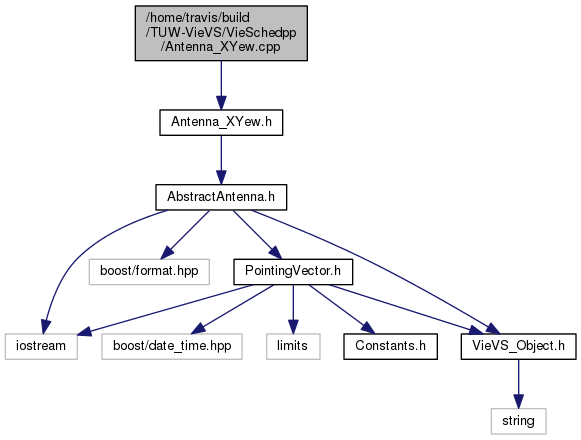 /home/travis/build
/TUW-VieVS/VieSchedpp
/Antenna_XYew.cpp
Antenna_XYew.h
AbstractAntenna.h
boost/format.hpp
PointingVector.h
iostream
boost/date_time.hpp
limits
Constants.h
VieVS_Object.h
string